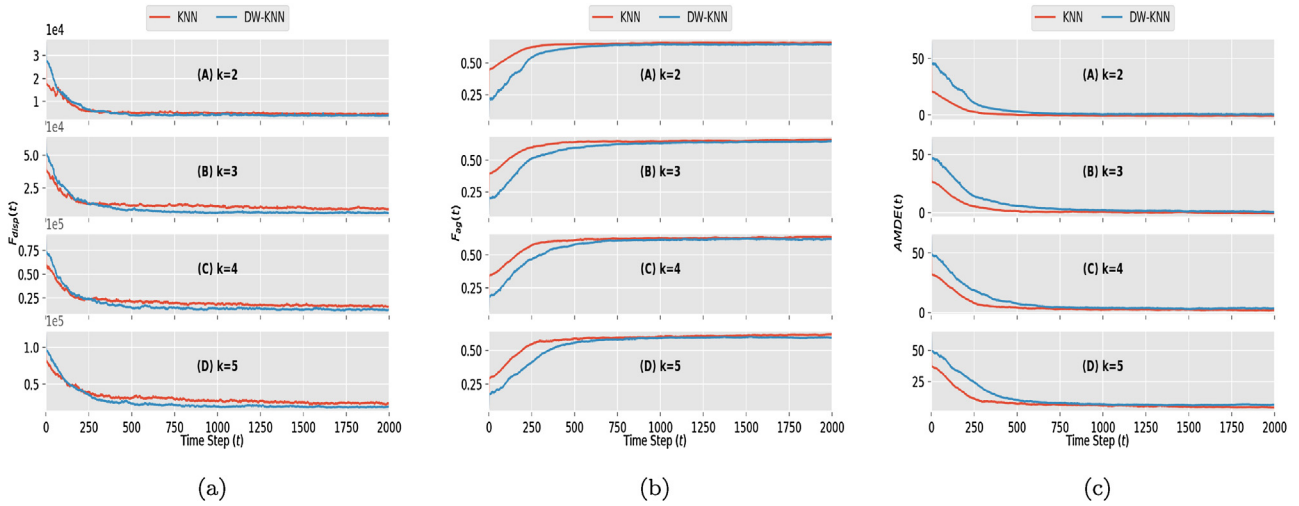 KNN DW-KNN
1e4
3
2
1
(A) k=2
1e4
5.0
2.5
(B) k=3
1e5
0.75
0.50
0.25
(C) k=4
1e5
1.0
0.5
(D) k=5
F_disp(t)
0 250 500 750 1000 1250 1500 1750 2000
Time Step (t)
(a)
KNN DW-KNN
0.50
0.25
(A) k=2
0.50
0.25
(B) k=3
0.50
0.25
(C) k=4
0.50
0.25
(D) k=5
F_ag(t)
0 250 500 750 1000 1250 1500 1750 2000
Time Step (t)
(b)
KNN DW-KNN
50
0
(A) k=2
50
0
(B) k=3
50
0
(C) k=4
50
25
(D) k=5
AMDE(t)
0 250 500 750 1000 1250 1500 1750 2000
Time Step (t)
(c)